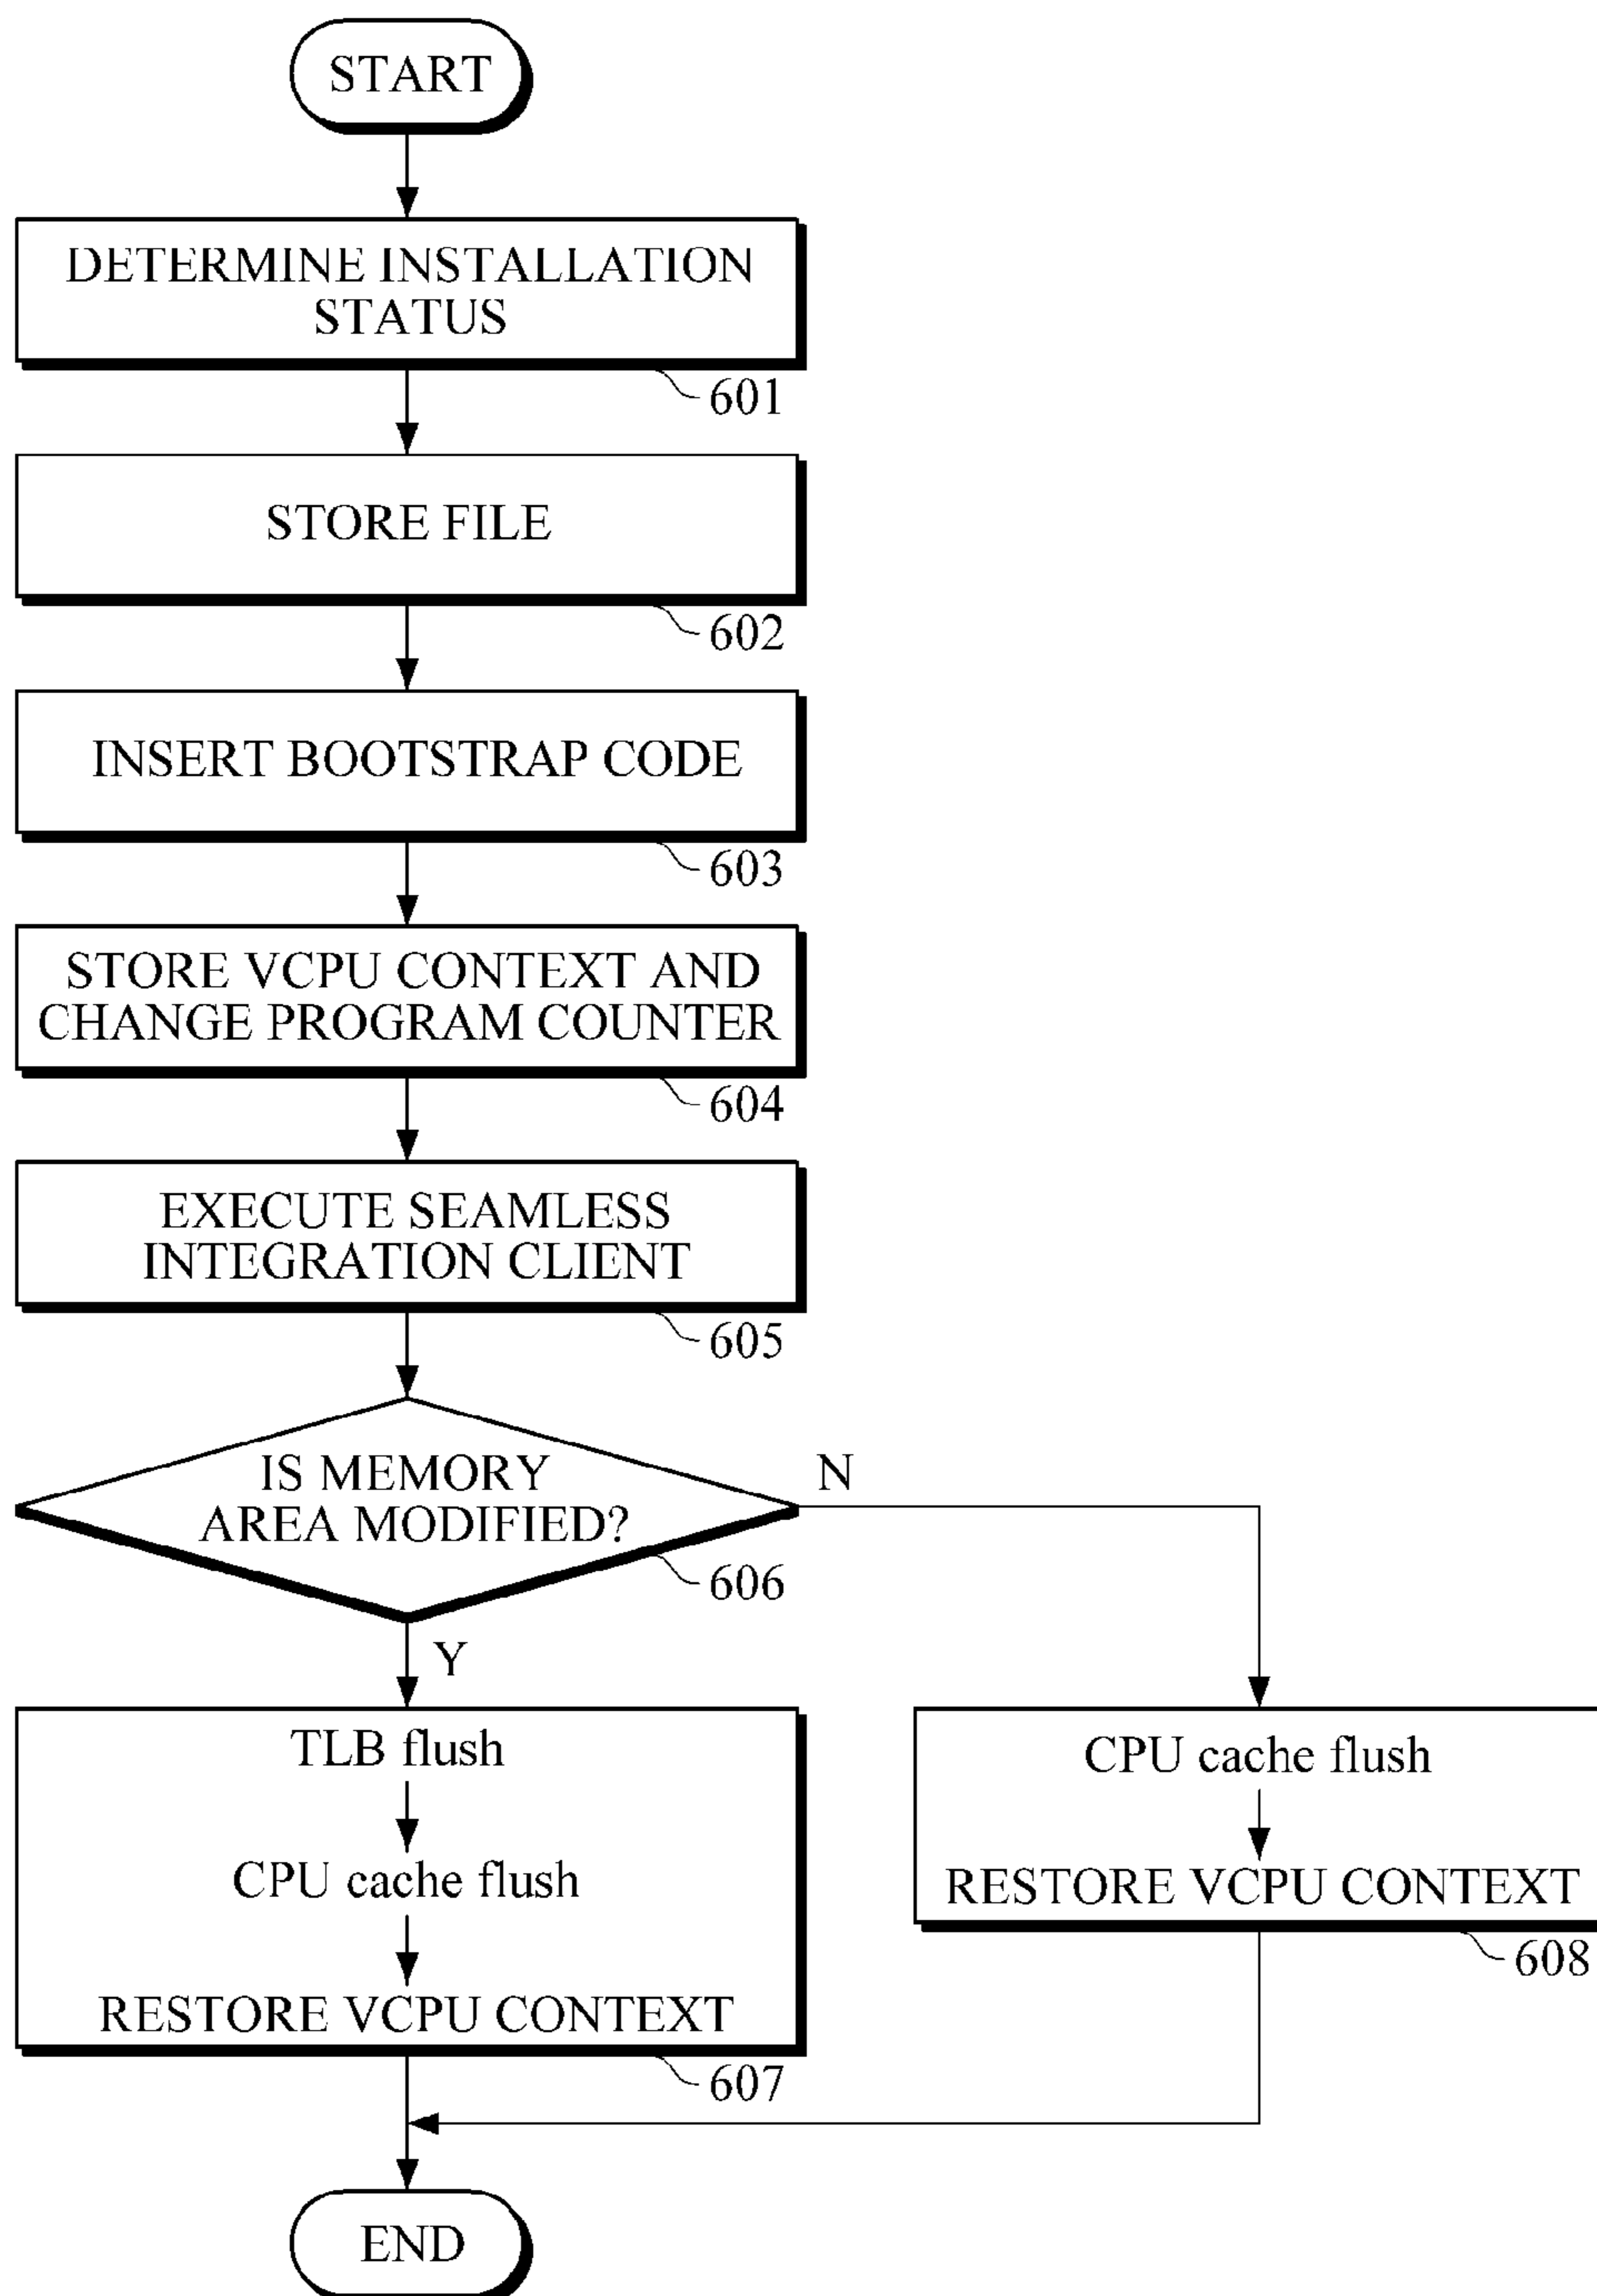 START
DETERMINE INSTALLATION
STATUS
601
STORE FILE
602
INSERT BOOTSTRAP CODE
603
STORE VCPU CONTEXT AND
CHANGE PROGRAM COUNTER
604
EXECUTE SEAMLESS
INTEGRATION CLIENT
605
IS MEMORY
AREA MODIFIED?
N
606
Y
TLB flush
CPU cache flush
RESTORE VCPU CONTEXT
607
CPU cache flush
RESTORE VCPU CONTEXT
608
END